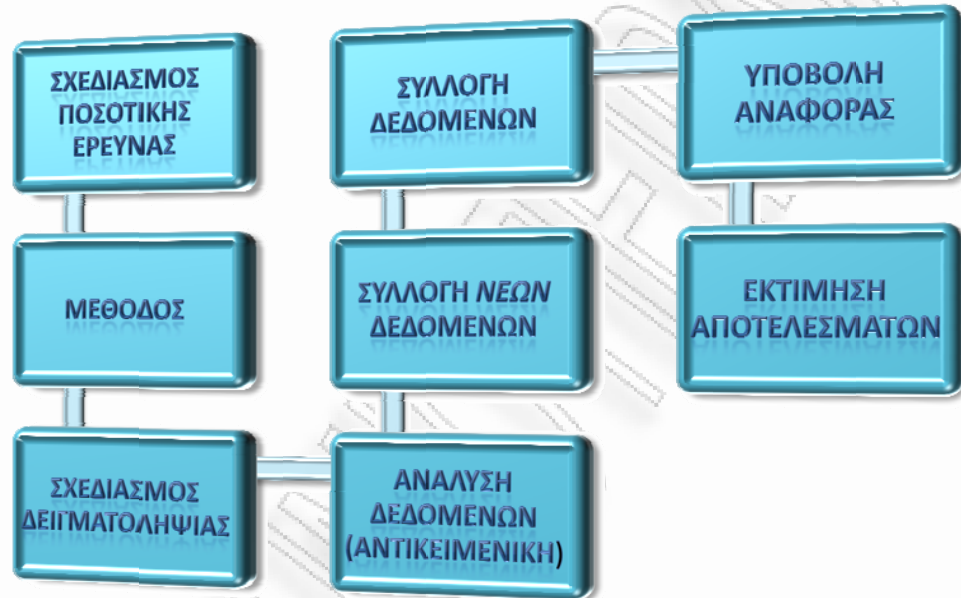 ΣΧΕΔΙΑΣΜΟΣ
ΠΟΣΟΤΙΚΗΣ
ΕΡΕΥΝΑΣ
ΜΕΘΟΔΟΣ
ΣΧΕΔΙΑΣΜΟΣ
ΔΕΙΓΜΑΤΟΛΗΨΙΑΣ
ΑΝΑΛΥΣΗ
ΔΕΔΟΜΕΝΩΝ
(ΑΝΤΙΚΕΙΜΕΝΙΚΗ)
ΣΥΛΛΟΓΗ ΝΕΩΝ
ΔΕΔΟΜΕΝΩΝ
ΣΥΛΛΟΓΗ
ΔΕΔΟΜΕΝΩΝ
ΥΠΟΒΟΛΗ
ΑΝΑΦΟΡΑΣ
ΕΚΤΙΜΗΣΗ
ΑΠΟΤΕΛΕΣΜΑΤΩΝ